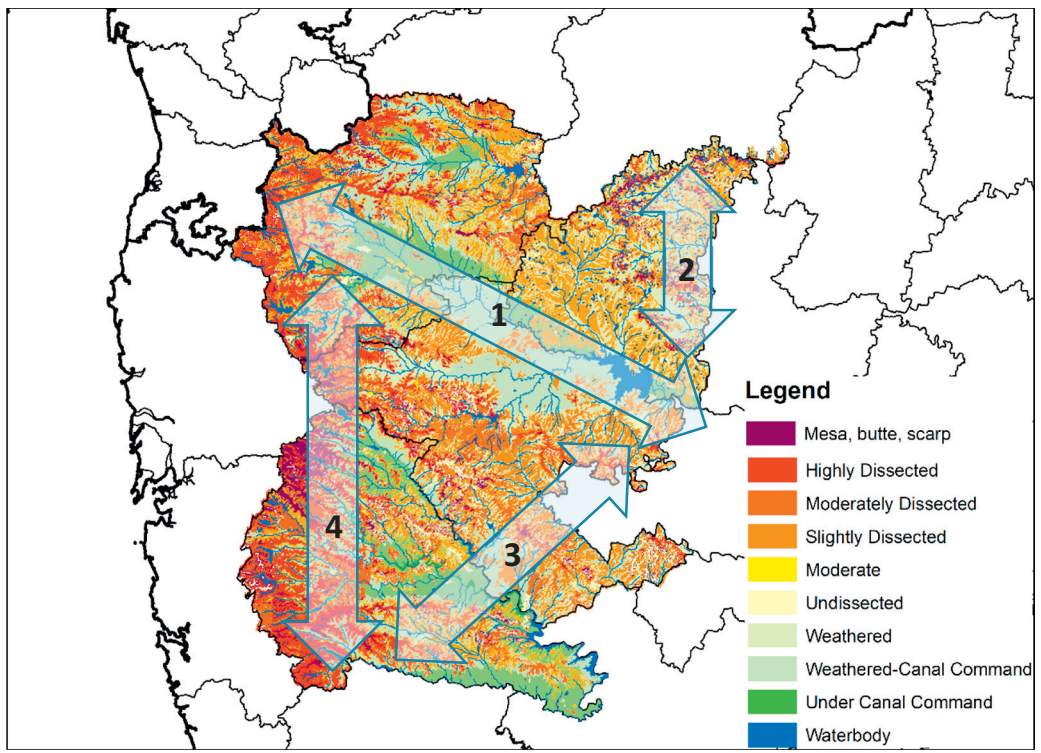 1
2
3
4
Legend
Mesa, butte, scarp
Highly Dissected
Moderately Dissected
Slightly Dissected
Moderate
Undissected
Weathered
Weathered-Canal Command
Under Canal Command
Waterbody